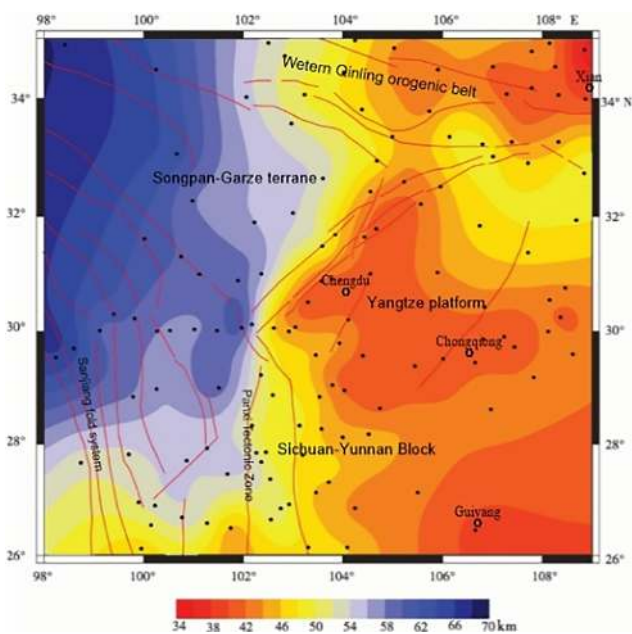 98° 100° 102° 104° 106° 108° E
Wetern Qinling orogenic belt
Xian
34° 34° N
Songpan-Garze terrane
32° 32°
Chengdu
Yangtze platform
30° 30°
Chongqiong
Sanjiang fold system
Panxi Tectonic Zone
28° 28°
Sichuan-Yunnan Block
Guiyang
26° 26°
98° 100° 102° 104° 106° 108°
34 38 42 46 50 54 58 62 66 70 km